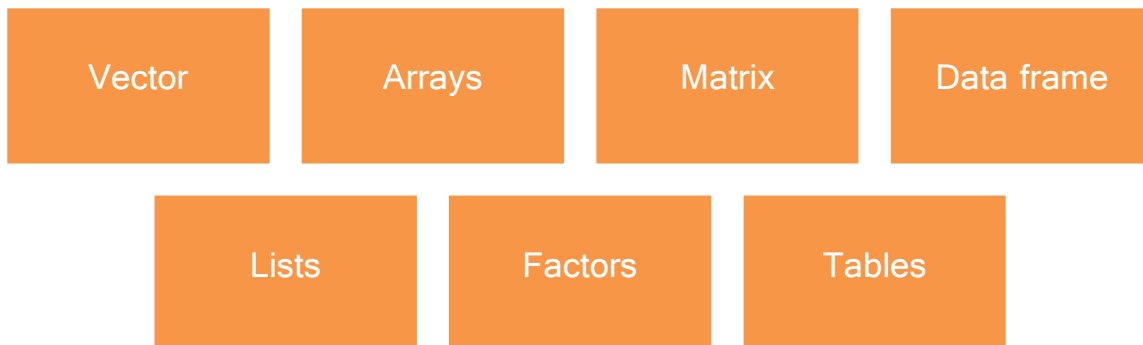 Vector
Arrays
Matrix
Data frame
Lists
Factors
Tables